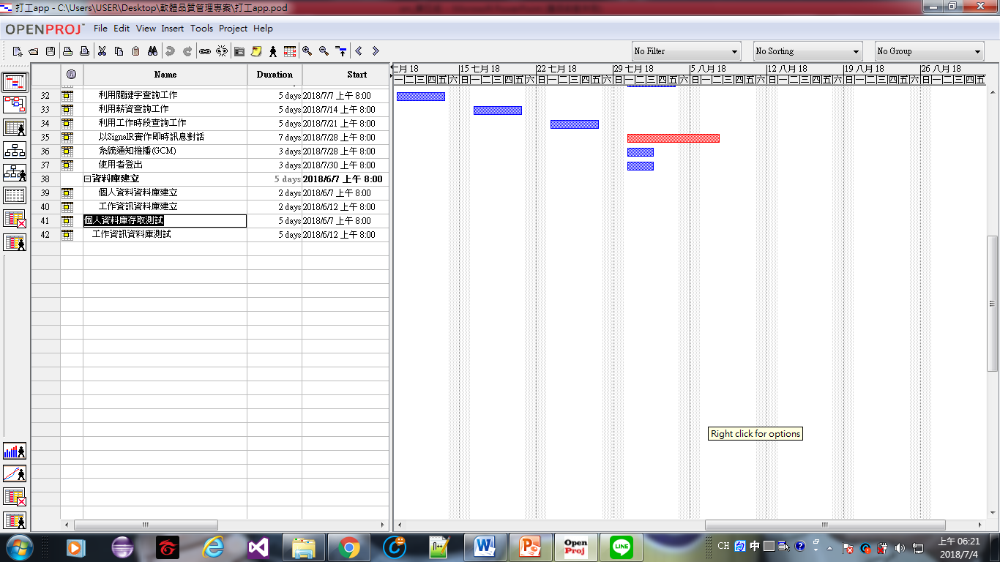 打工app - C:\Users\USER\Desktop\軟體品質管理專案\打工app.pod
OPENPROJ™ File Edit View Insert Tools Project Help
No Filter No Sorting No Group
Name Duration Start
七月 18 15 七月 18 22 七月 18 29 七月 18 5 八月 18 12 八月 18 19 八月 18 26 八月 18
一二三四五六日一二三四五六日一二三四五六日一二三四五六日一二三四五六日一二三四五六日一二三四五六日一二三四五
32 利用關鍵字查詢工作 5 days 2018/7/7 上午 8:00
33 利用薪資查詢工作 5 days 2018/7/14 上午 8:00
34 利用工作時段查詢工作 5 days 2018/7/21 上午 8:00
35 以SignalR實作即時訊息對話 7 days 2018/7/28 上午 8:00
36 系統通知推播(GCM) 3 days 2018/7/28 上午 8:00
37 使用者登出 3 days 2018/7/30 上午 8:00
38 資料庫建立 5 days 2018/6/7 上午 8:00
39 個人資料資料庫建立 2 days 2018/6/7 上午 8:00
40 工作資訊資料庫建立 2 days 2018/6/12 上午 8:00
41 個人資料庫存取測試 5 days 2018/6/7 上午 8:00
42 工作資訊資料庫測試 5 days 2018/6/12 上午 8:00
Right click for options
Open Proj
LINE
CH 中
上午 06:21
2018/7/4